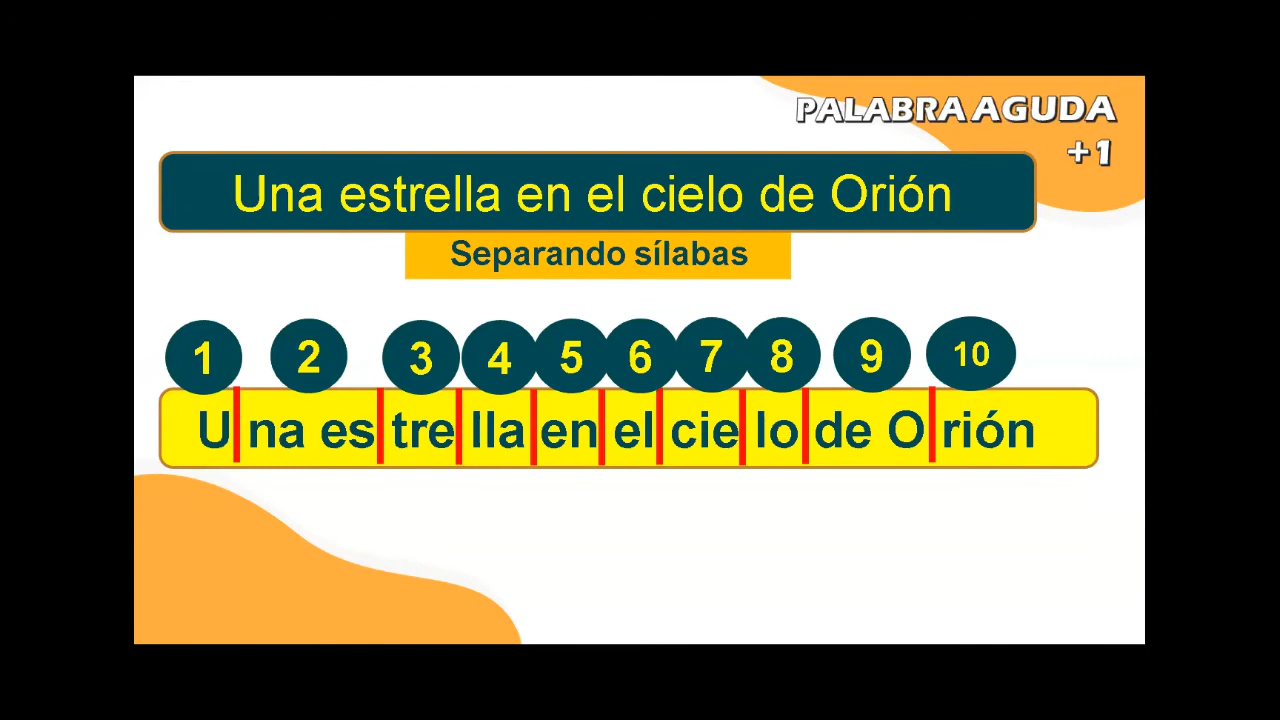 PALABRA AGUDA
+1
Una estrella en el cielo de Orión
Separando sílabas
1 2 3 4 5 6 7 8 9 10
U na es tre lla en el cie lo de O rión